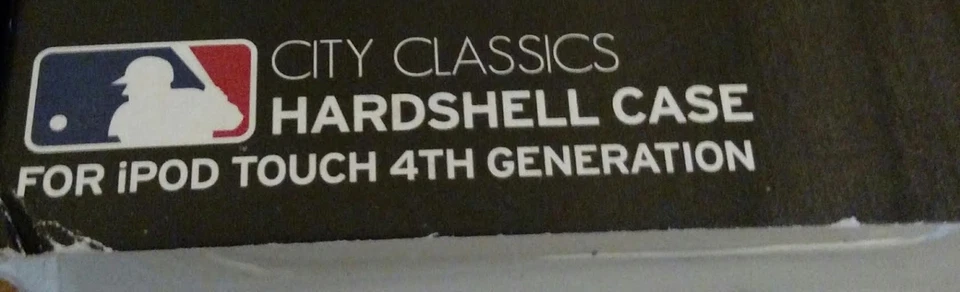 CITY CLASSICS
HARDSHELL CASE
FOR iPOD TOUCH 4TH GENERATION